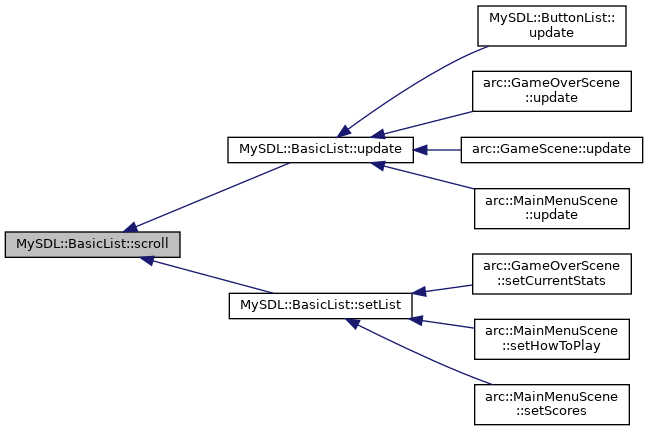 MySDL::ButtonList::
update
arc::GameOverScene
::update
MySDL::BasicList::update
arc::GameScene::update
arc::MainMenuScene
::update
MySDL::BasicList::scroll
arc::GameOverScene
::setCurrentStats
MySDL::BasicList::setList
arc::MainMenuScene
::setHowToPlay
arc::MainMenuScene
::setScores